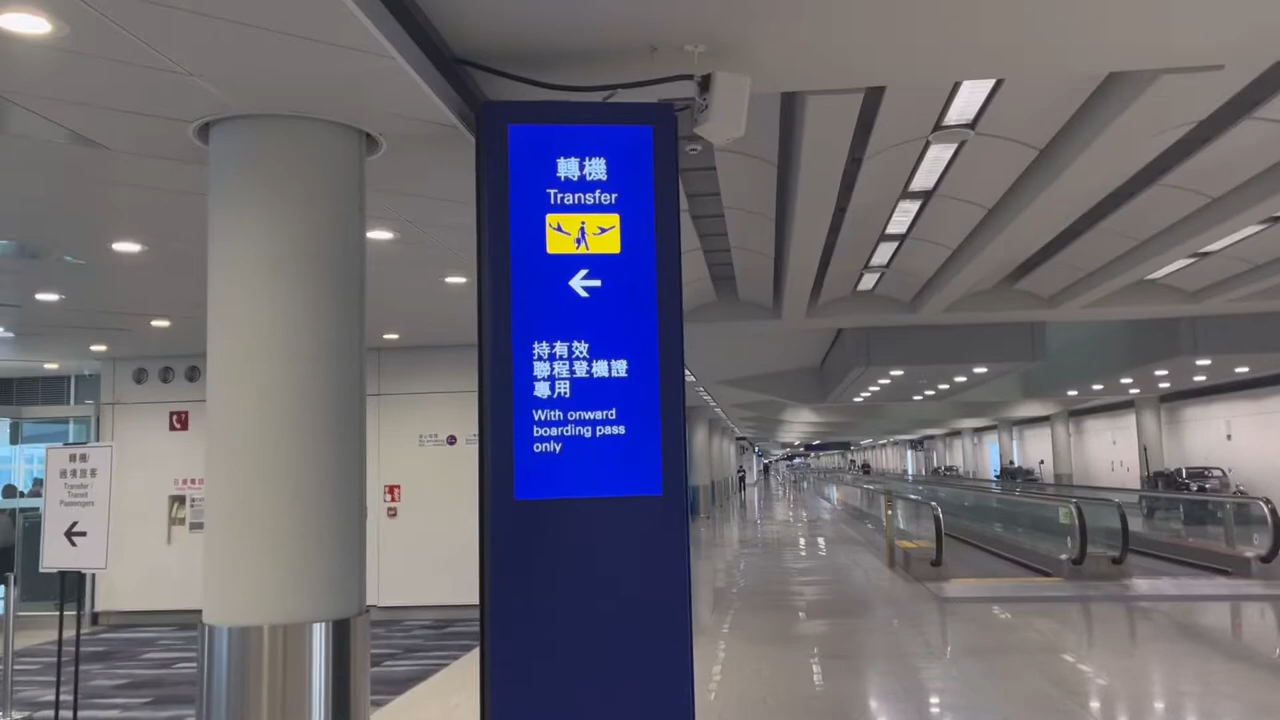 轉機
Transfer
持有效
聯程登機證
專用
With onward
boarding pass
only
轉機/
過境旅客
Transfer /
Transit
Passengers